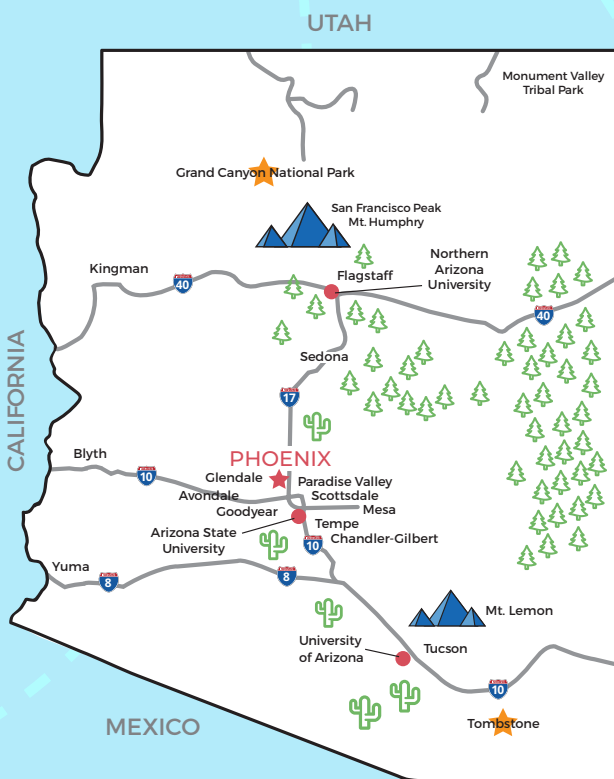 UTAH
Monument Valley
Tribal Park
Grand Canyon National Park
San Francisco Peak
Mt. Humphry
Northern
Arizona
University
Kingman
Flagstaff
40
40
CALIFORNIA
Sedona
17
Blyth
PHOENIX
10
Glendale
Paradise Valley
Avondale
Scottsdale
Goodyear
Mesa
Tempe
Arizona State
University
10
Chandler-Gilbert
Yuma
8
8
Mt. Lemon
University
of Arizona
Tucson
10
Tombstone
MEXICO